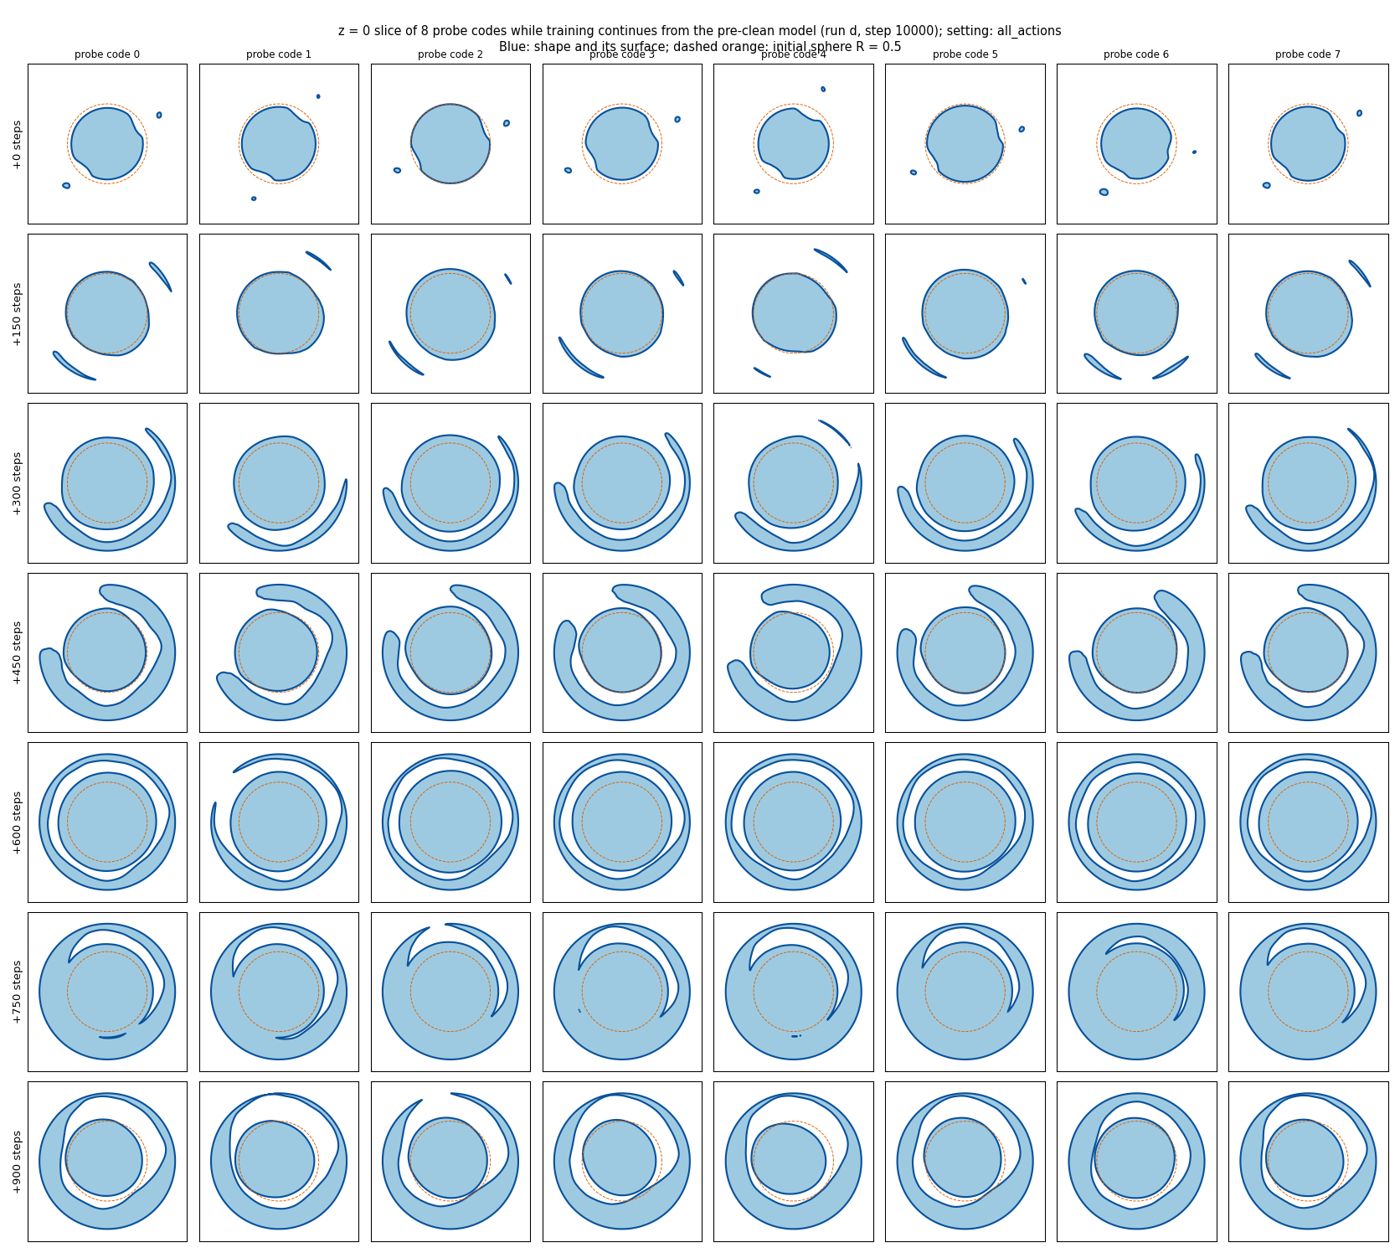 z = 0 slice of 8 probe codes while training continues from the pre-clean model (run d, step 10000); setting: all_actions
Blue: shape and its surface; dashed orange: initial sphere R = 0.5
probe code 0
probe code 1
probe code 2
probe code 3
probe code 4
probe code 5
probe code 6
probe code 7
+0 steps
+150 steps
+300 steps
+450 steps
+600 steps
+750 steps
+900 steps